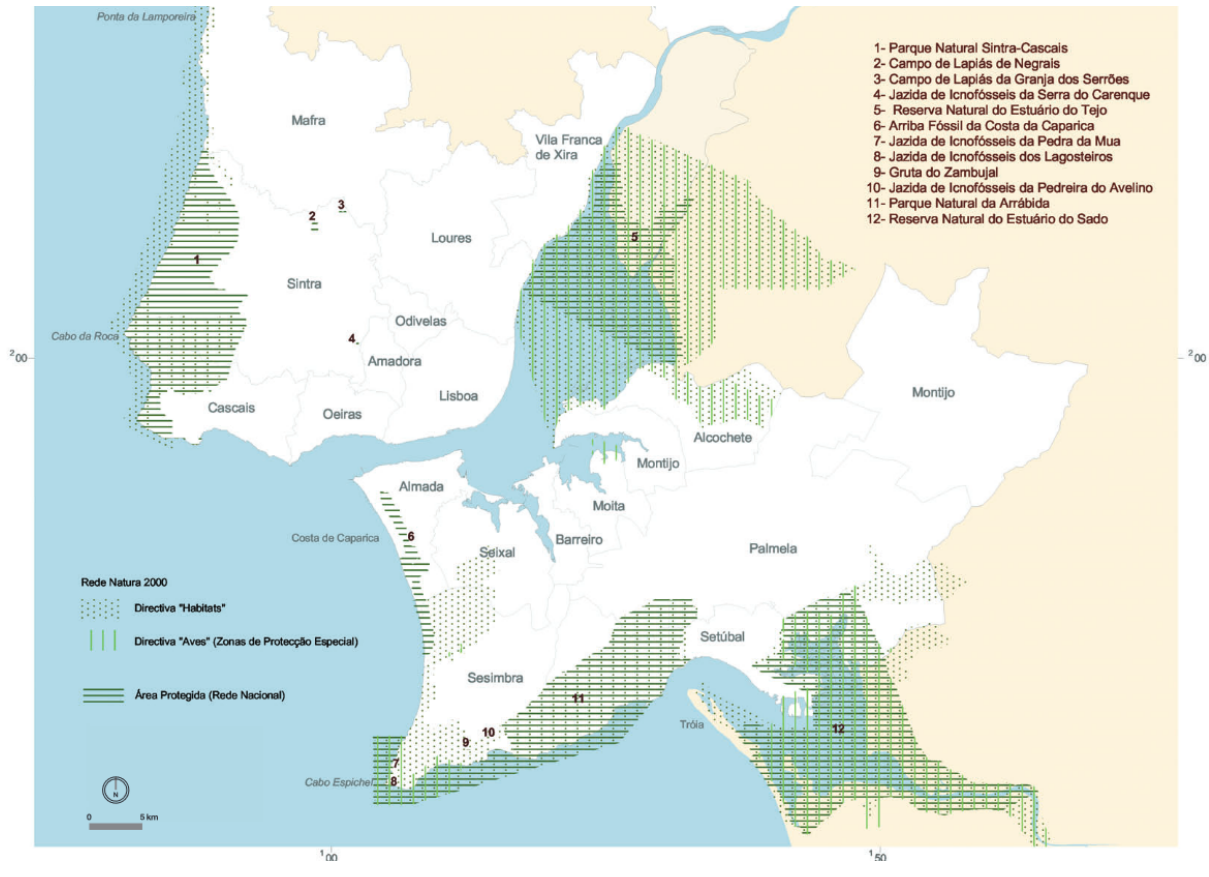 Ponta da Lamporeira
1- Parque Natural Sintra-Cascais
2- Campo de Lapiás de Negrais
3- Campo de Lapiás da Granja dos Serrões
4- Jazida de Icnofósseis da Serra do Carenque
5- Reserva Natural do Estuário do Tejo
6- Arriba Fóssil da Costa da Caparica
7- Jazida de Icnofósseis da Pedra da Mua
8- Jazida de Icnofósseis dos Lagosteiros
9- Gruta do Zambujal
10- Jazida de Icnofósseis da Pedreira do Avelino
11- Parque Natural da Arrábida
12- Reserva Natural do Estuário do Sado
Mafra
Vila Franca
de Xira
3
2
5
Loures
1
Sintra
Odivelas
Cabo da Roca
4
200
Amadora
200
Lisboa
Montijo
Cascais
Oeiras
Alcochete
Montijo
Almada
Moita
Costa de Caparica
6
Barreiro
Seixal
Palmela
Rede Natura 2000
Directiva "Habitats"
Directiva "Aves" (Zonas de Protecção Especial)
Setúbal
Sesimbra
Área Protegida (Rede Nacional)
11
Tróia
12
10
9
7
Cabo Espichel
8
N
0 5 km
100
150